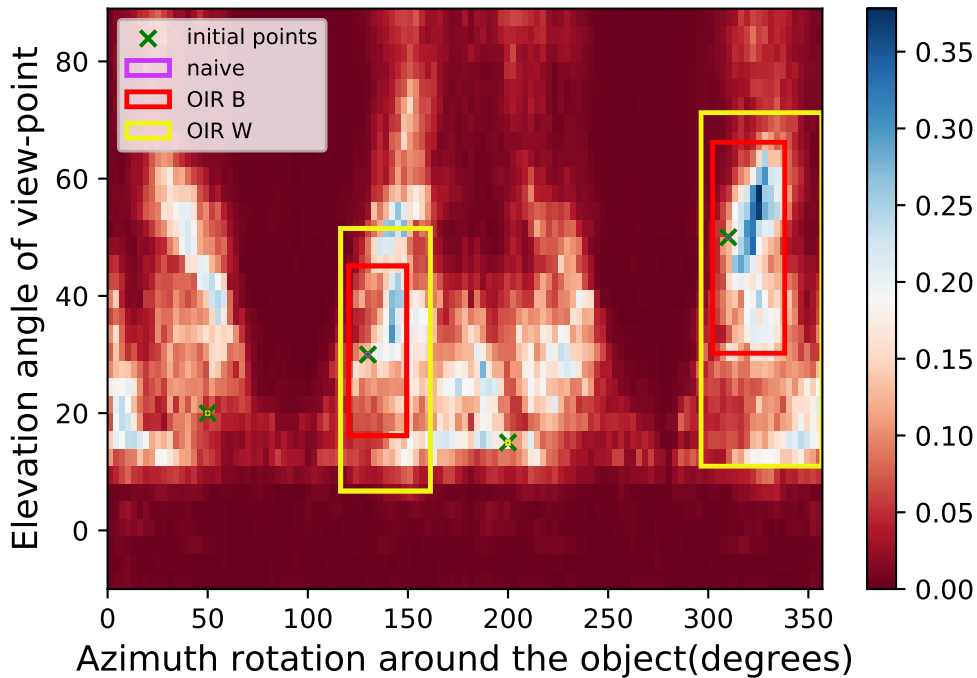 initial points
naive
OIR B
OIR W
Elevation angle of view-point
80
60
40
20
0
0 50 100 150 200 250 300 350
Azimuth rotation around the object(degrees)
0.35
0.30
0.25
0.20
0.15
0.10
0.05
0.00